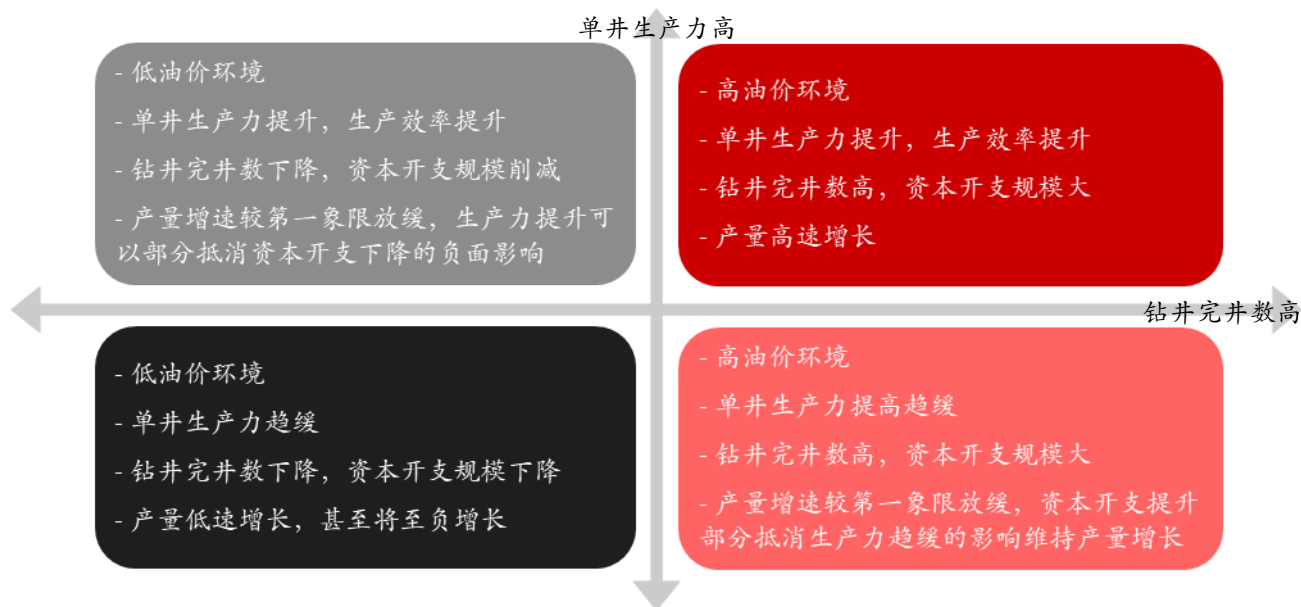 单井生产力高
- 低油价环境
- 单井生产力提升，生产效率提升
- 钻井完井数下降，资本开支规模削减
- 产量增速较第一象限放缓，生产力提升可
以部分抵消资本开支下降的负面影响
- 高油价环境
- 单井生产力提升，生产效率提升
- 钻井完井数高，资本开支规模大
- 产量高速增长
钻井完井数高
- 低油价环境
- 单井生产力趋缓
- 钻井完井数下降，资本开支规模下降
- 产量低速增长，甚至将至负增长
- 高油价环境
- 单井生产力提高趋缓
- 钻井完井数高，资本开支规模大
- 产量增速较第一象限放缓，资本开支提升
部分抵消生产力趋缓的影响维持产量增长